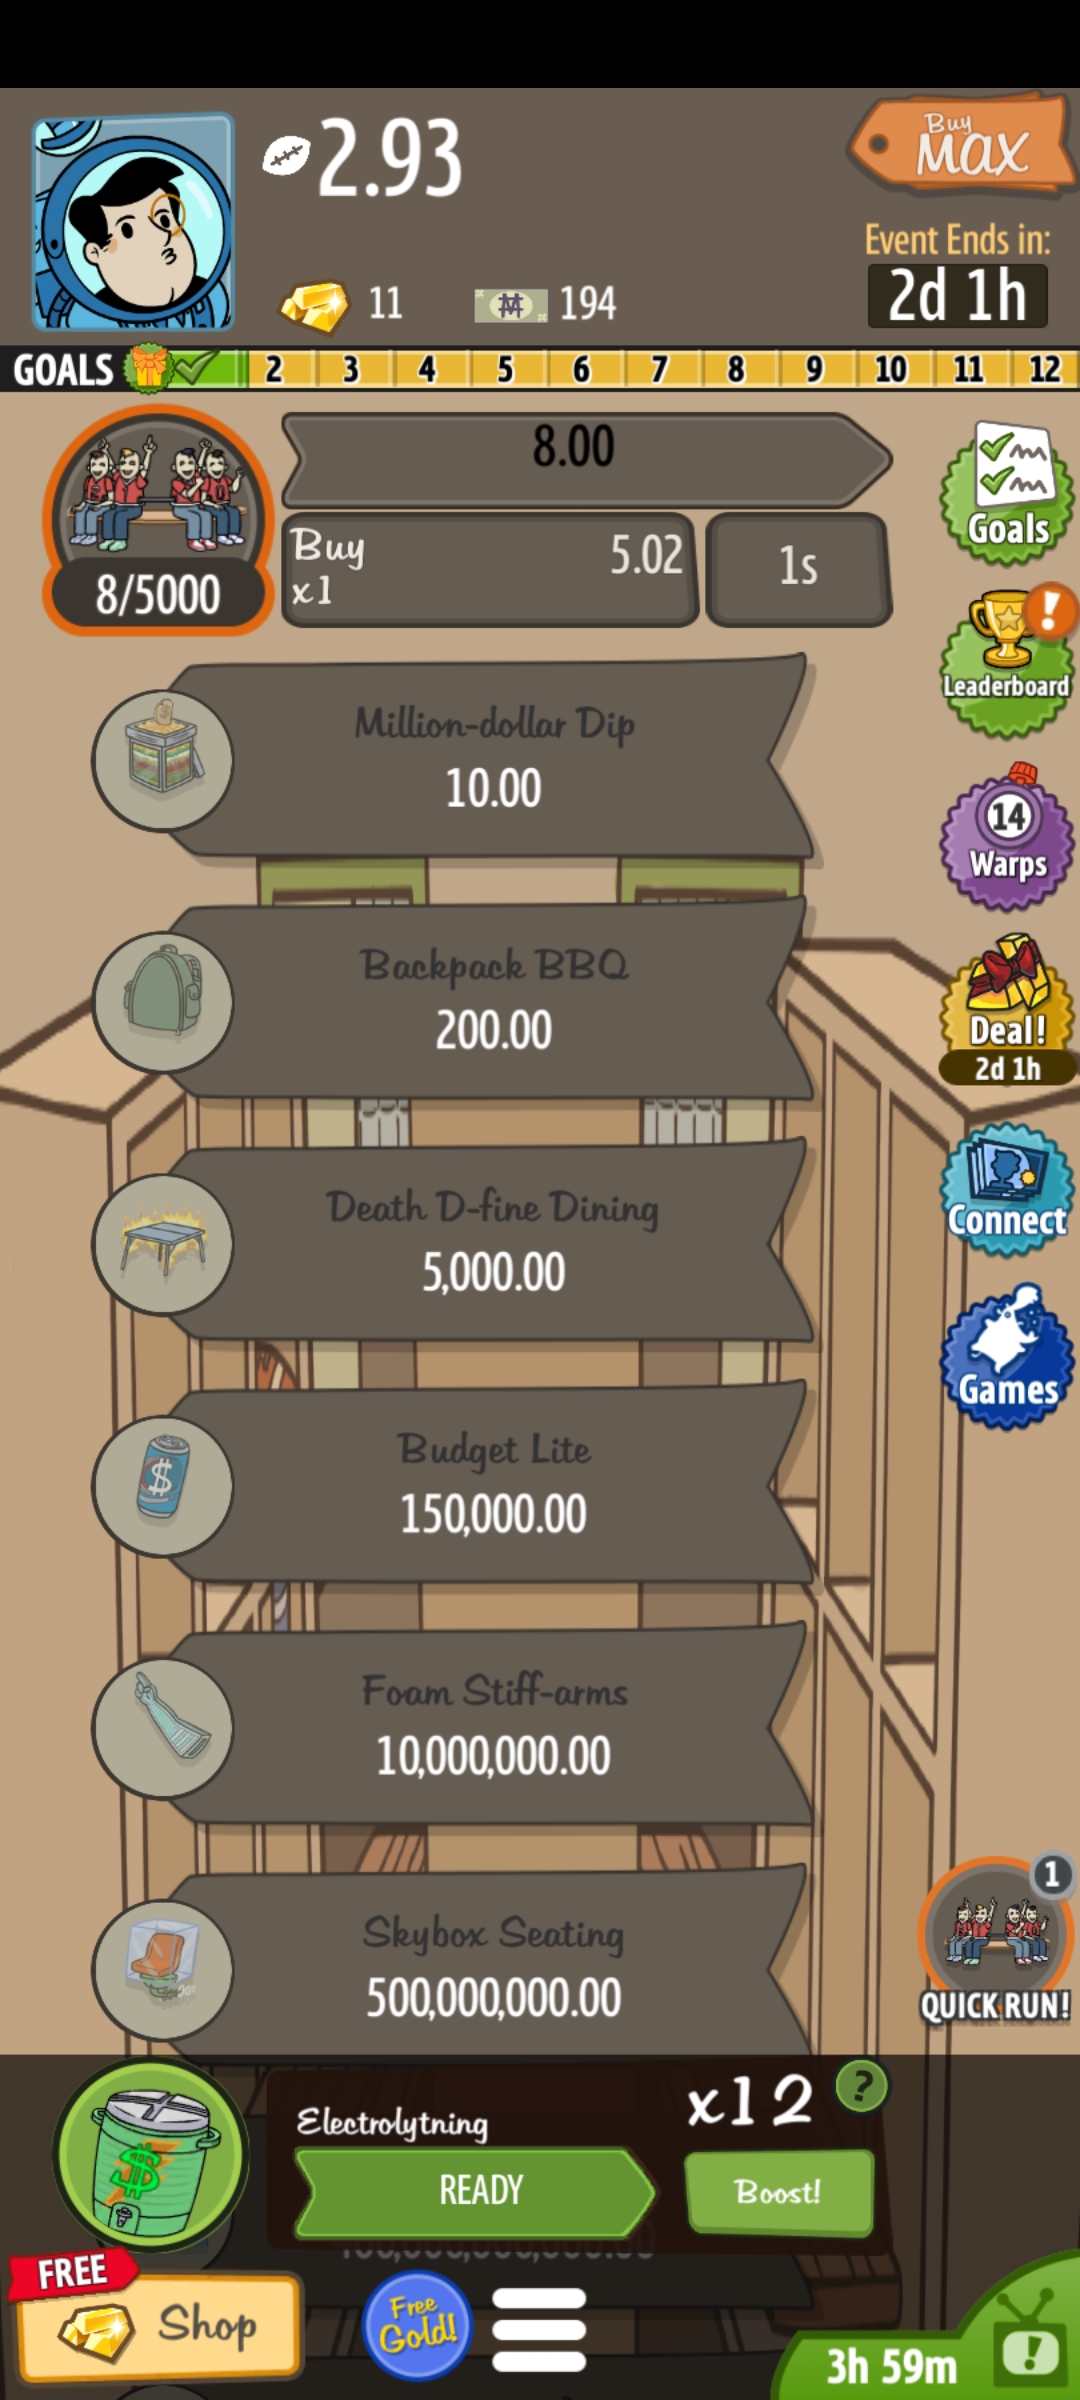 2.93
Buy
Max
Event Ends in:
2d 1h
11
194
GOALS 2 3 4 5 6 7 8 9 10 11 12
8.00
8/5000
Buy
x1
5.02
1s
Goals
!
Leaderboard
Million-dollar Dip
10.00
14
Warps
Backpack BBQ
200.00
Deal!
2d 1h
Death D-fine Dining
5,000.00
Connect
Budget Lite
150,000.00
Games
Foam Stiff-arms
10,000,000.00
Skybox Seating
500,000,000.00
1
QUICK RUN!
Electrolytning
x12
?
READY
Boost!
FREE
Shop
Free
Gold!
3h 59m
!